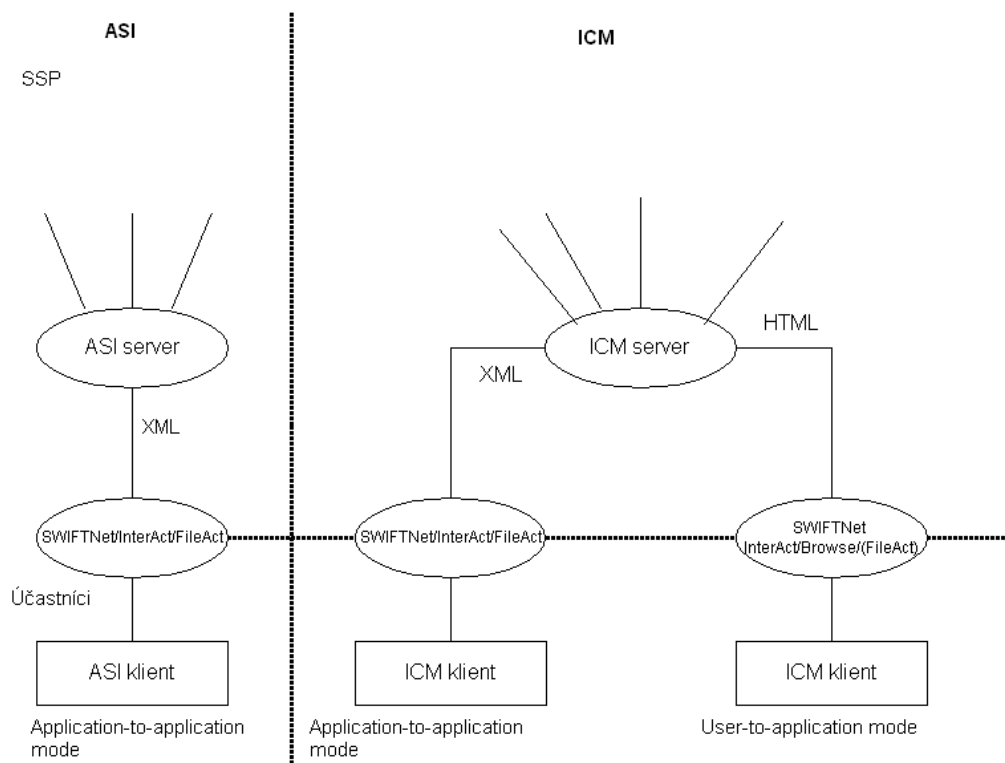 ASI
ICM
SSP
ASI server
ICM server
HTML
XML
XML
SWIFTNet/InterAct/FileAct
SWIFTNet/InterAct/FileAct
SWIFTNet
InterAct/Browse/(FileAct)
Účastníci
ASI klient
ICM klient
ICM klient
Application-to-application
mode
Application-to-application
mode
User-to-application mode